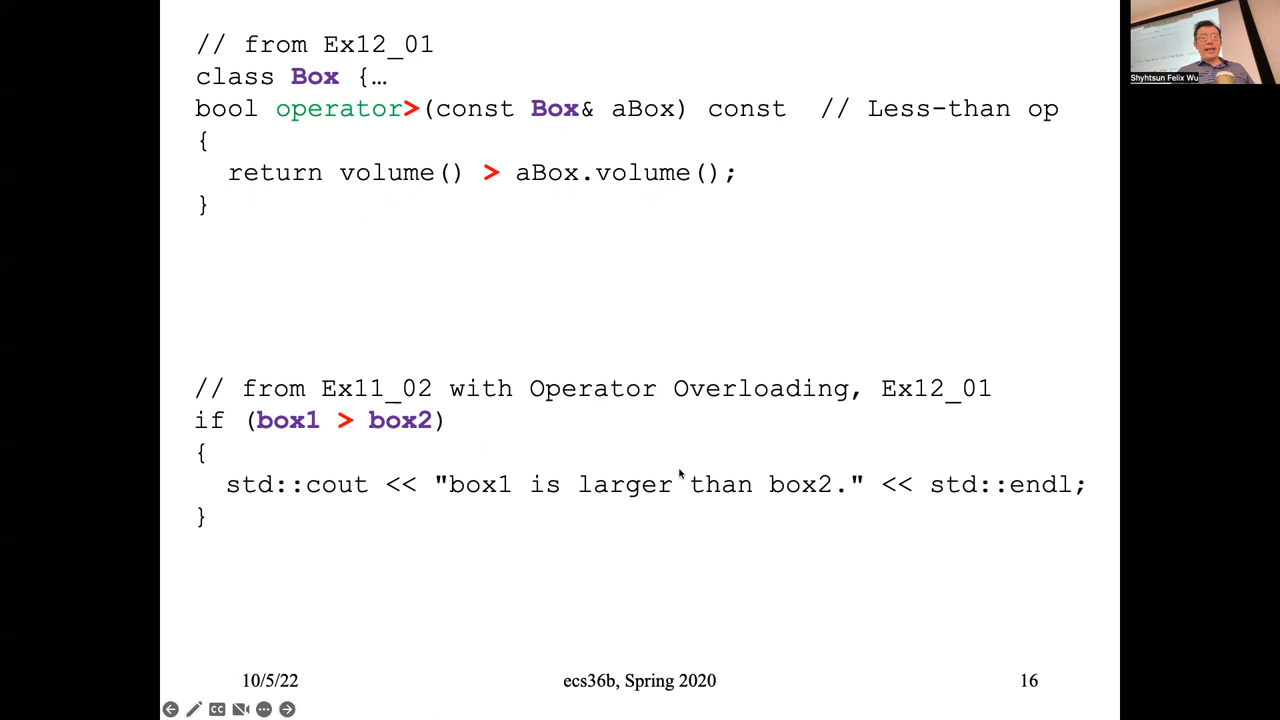 // from Ex12_01
class Box {…
bool operator>(const Box& aBox) const  // Less-than op
{
  return volume() > aBox.volume();
}
// from Ex11_02 with Operator Overloading, Ex12_01
if (box1 > box2)
{
  std::cout << "box1 is larger than box2." << std::endl;
}
10/5/22
ecs36b, Spring 2020
16
CC
Shyhtsun Felix Wu